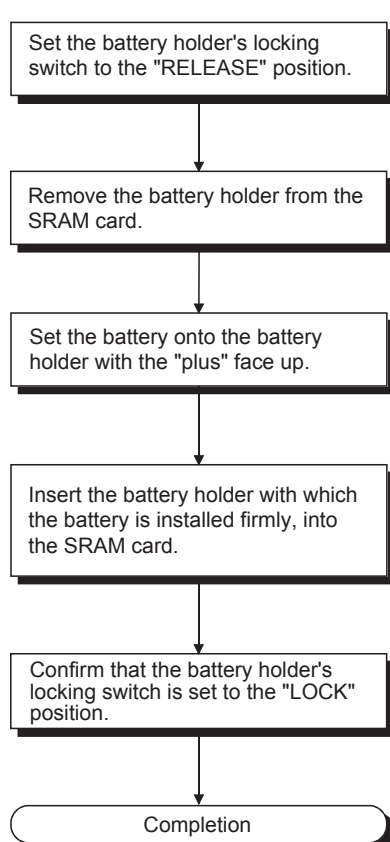 Set the battery holder's locking
switch to the "RELEASE" position.
Remove the battery holder from the
SRAM card.
Set the battery onto the battery
holder with the "plus" face up.
Insert the battery holder with which
the battery is installed firmly, into
the SRAM card.
Confirm that the battery holder's
locking switch is set to the "LOCK"
position.
Completion